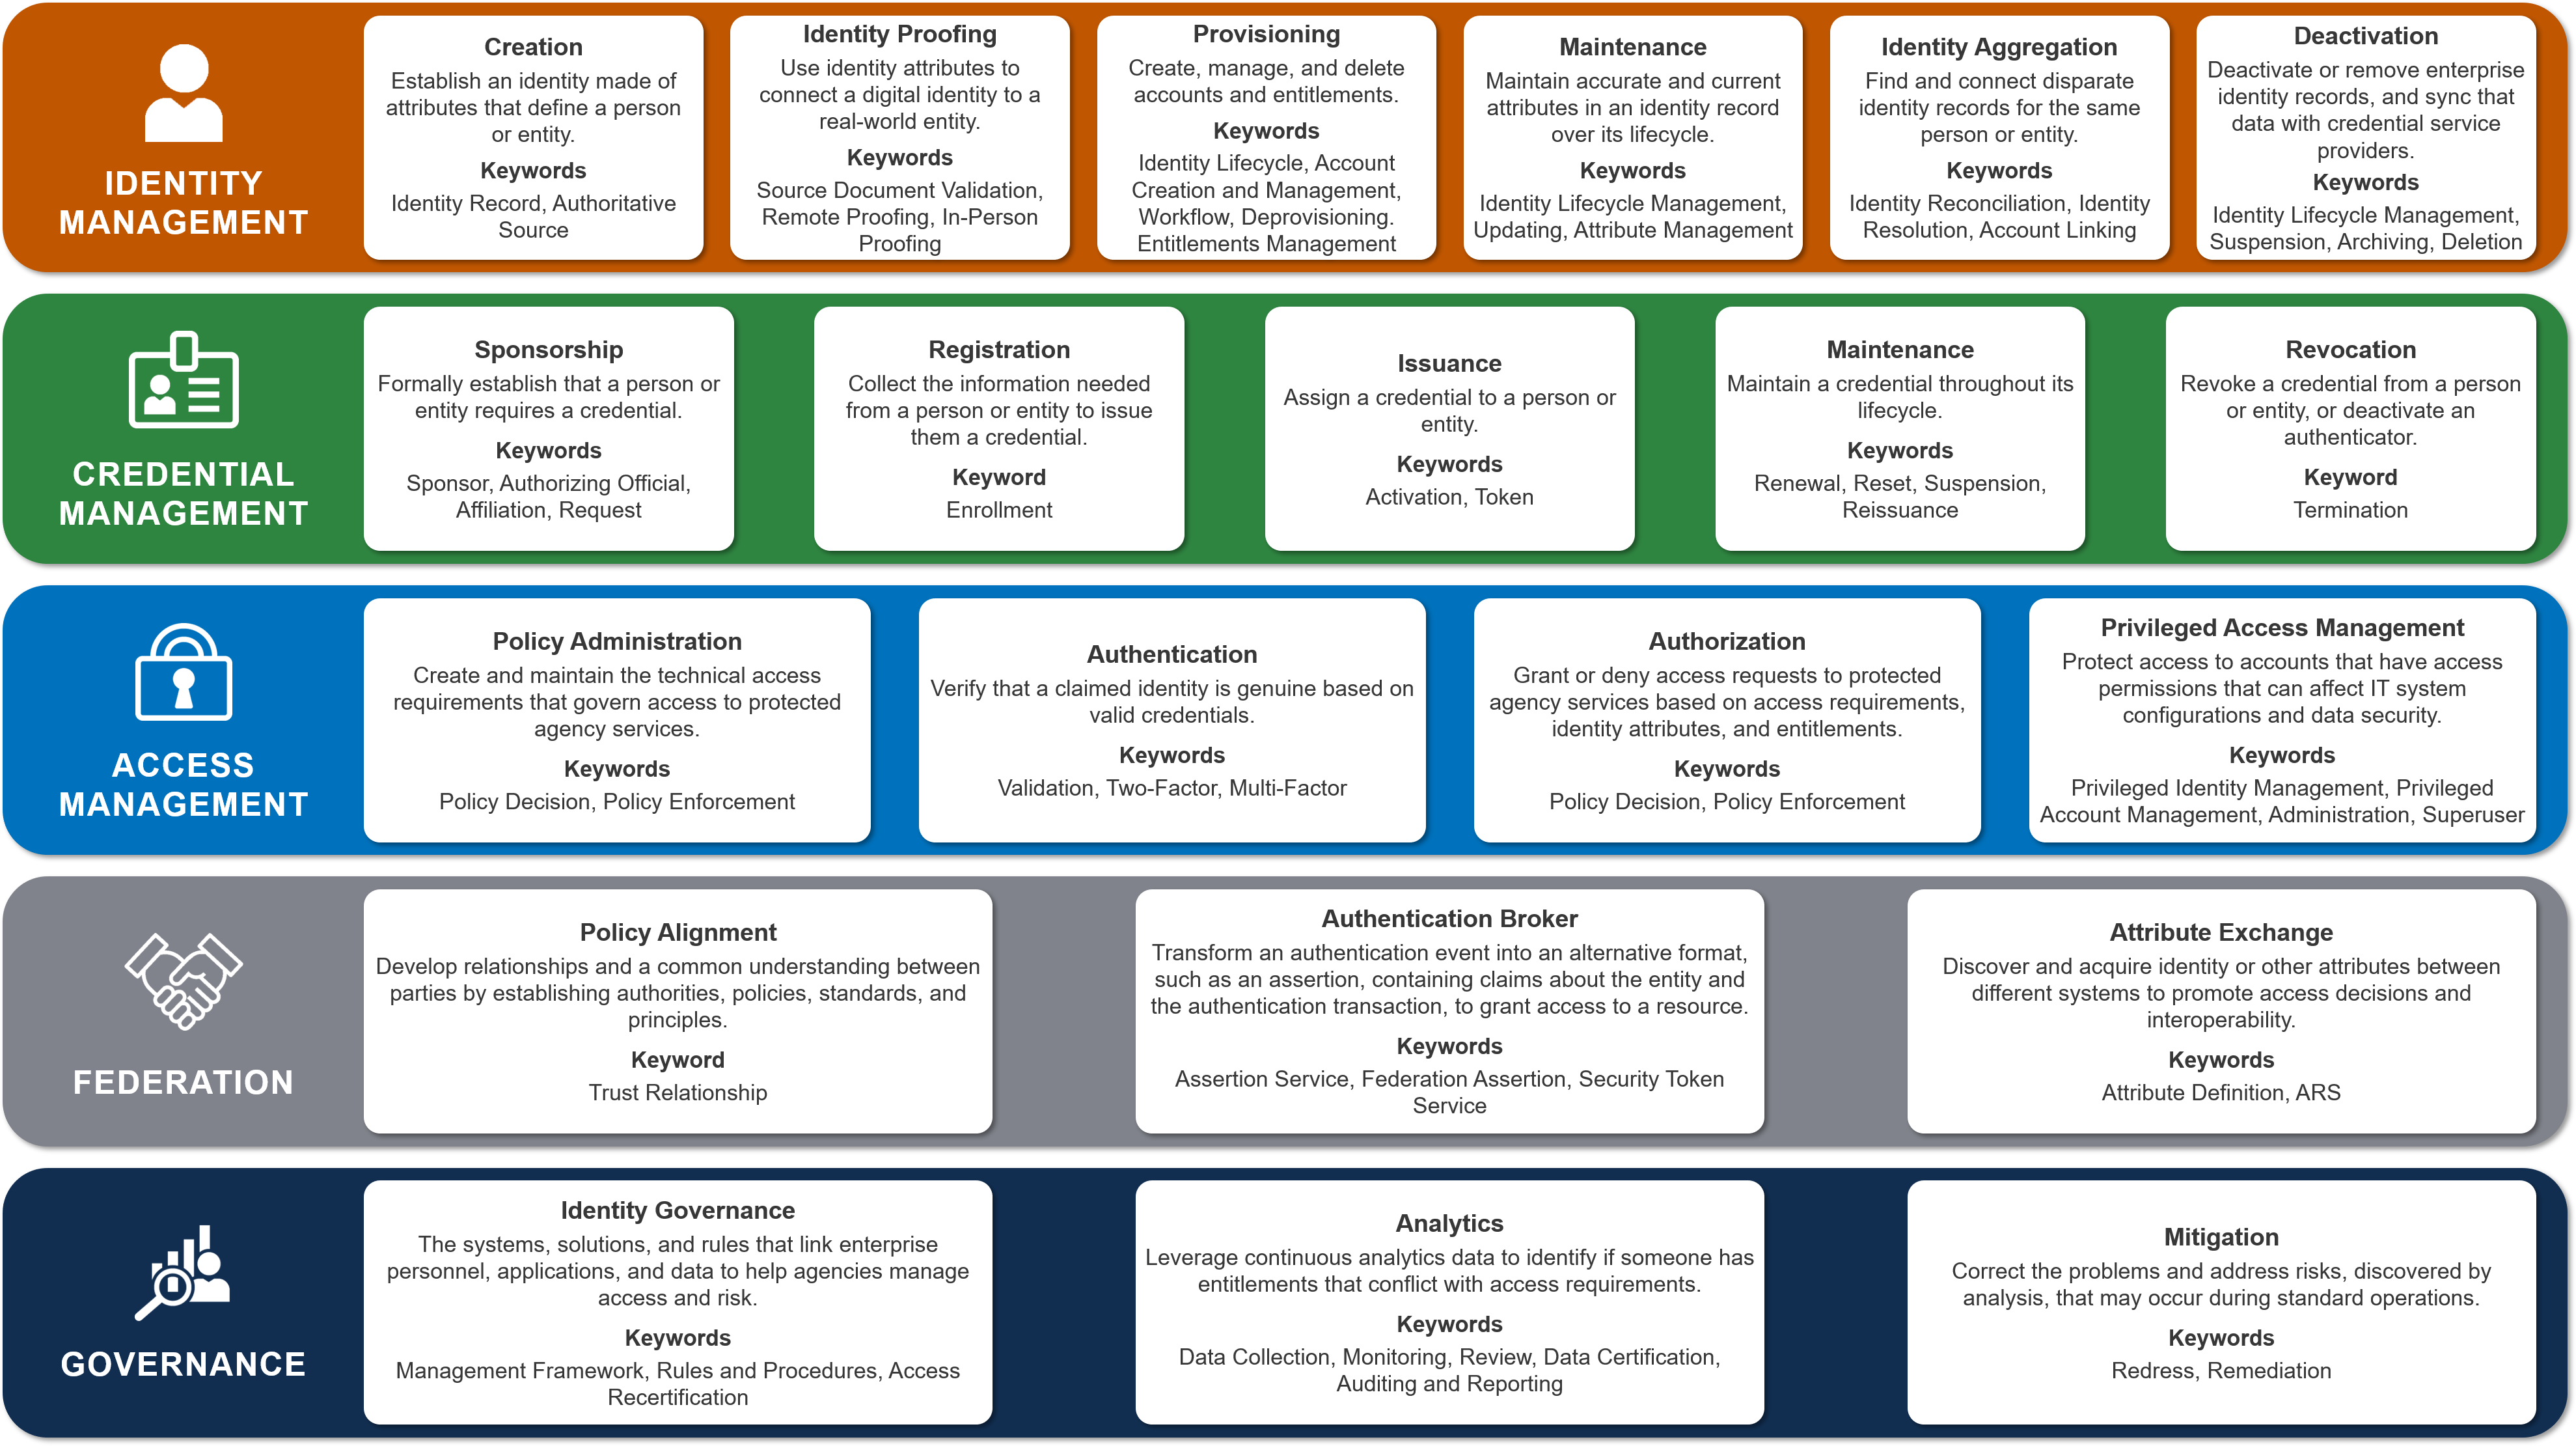 IDENTITY
MANAGEMENT
Creation
Establish an identity made of
attributes that define a person
or entity.
Keywords
Identity Record, Authoritative
Source
Identity Proofing
Use identity attributes to
connect a digital identity to a
real-world entity.
Keywords
Source Document Validation,
Remote Proofing, In-Person
Proofing
Provisioning
Create, manage, and delete
accounts and entitlements.
Keywords
Identity Lifecycle, Account
Creation and Management,
Workflow, Deprovisioning.
Entitlements Management
Maintenance
Maintain accurate and current
attributes in an identity record
over its lifecycle.
Keywords
Identity Lifecycle Management,
Updating, Attribute Management
Identity Aggregation
Find and connect disparate
identity records for the same
person or entity.
Keywords
Identity Reconciliation, Identity
Resolution, Account Linking
Deactivation
Deactivate or remove enterprise
identity records, and sync that
data with credential service
providers.
Keywords
Identity Lifecycle Management,
Suspension, Archiving, Deletion
CREDENTIAL
MANAGEMENT
Sponsorship
Formally establish that a person or
entity requires a credential.
Keywords
Sponsor, Authorizing Official,
Affiliation, Request
Registration
Collect the information needed
from a person or entity to issue
them a credential.
Keyword
Enrollment
Issuance
Assign a credential to a person or
entity.
Keywords
Activation, Token
Maintenance
Maintain a credential throughout its
lifecycle.
Keywords
Renewal, Reset, Suspension,
Reissuance
Revocation
Revoke a credential from a person
or entity, or deactivate an
authenticator.
Keyword
Termination
ACCESS
MANAGEMENT
Policy Administration
Create and maintain the technical access
requirements that govern access to protected
agency services.
Keywords
Policy Decision, Policy Enforcement
Authentication
Verify that a claimed identity is genuine based on
valid credentials.
Keywords
Validation, Two-Factor, Multi-Factor
Authorization
Grant or deny access requests to protected
agency services based on access requirements,
identity attributes, and entitlements.
Keywords
Policy Decision, Policy Enforcement
Privileged Access Management
Protect access to accounts that have access
permissions that can affect IT system
configurations and data security.
Keywords
Privileged Identity Management, Privileged
Account Management, Administration, Superuser
FEDERATION
Policy Alignment
Develop relationships and a common understanding between
parties by establishing authorities, policies, standards, and
principles.
Keyword
Trust Relationship
Authentication Broker
Transform an authentication event into an alternative format,
such as an assertion, containing claims about the entity and
the authentication transaction, to grant access to a resource.
Keywords
Assertion Service, Federation Assertion, Security Token
Service
Attribute Exchange
Discover and acquire identity or other attributes between
different systems to promote access decisions and
interoperability.
Keywords
Attribute Definition, ARS
GOVERNANCE
Identity Governance
The systems, solutions, and rules that link enterprise
personnel, applications, and data to help agencies manage
access and risk.
Keywords
Management Framework, Rules and Procedures, Access
Recertification
Analytics
Leverage continuous analytics data to identify if someone has
entitlements that conflict with access requirements.
Keywords
Data Collection, Monitoring, Review, Data Certification,
Auditing and Reporting
Mitigation
Correct the problems and address risks, discovered by
analysis, that may occur during standard operations.
Keywords
Redress, Remediation